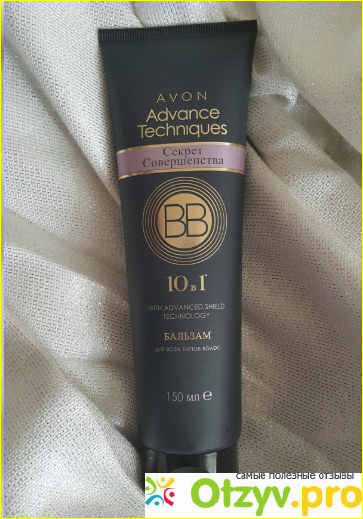 AVON
Advance
Techniques
Секрет
Совершенства
BB
10 в 1
WITH ADVANCED SHIELD
TECHNOLOGY
БАЛЬЗАМ
ДЛЯ ВСЕХ ТИПОВ ВОЛОС
150 мл e
самые полезные отзывы
Otzyv.pro